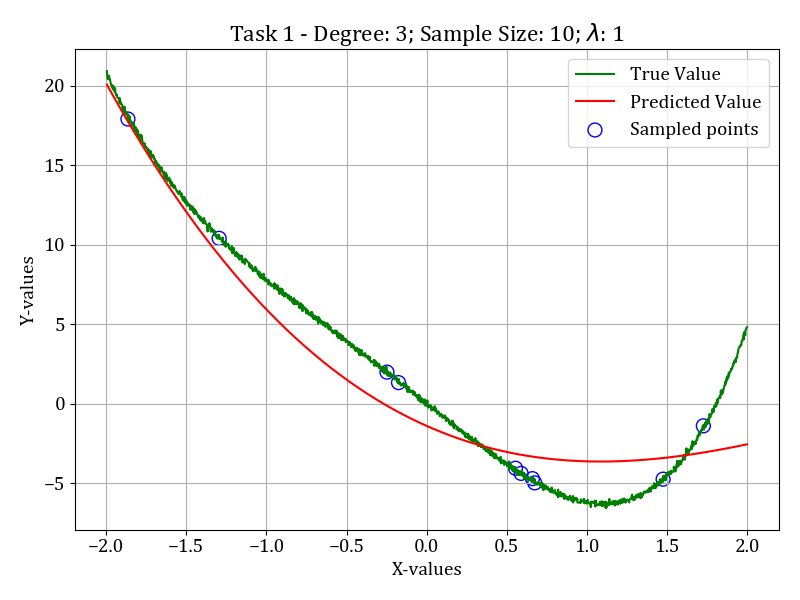 Task 1 - Degree: 3; Sample Size: 10; λ: 1
True Value
Predicted Value
Sampled points
Y-values
20
15
10
5
0
−5
−2.0 −1.5 −1.0 −0.5 0.0 0.5 1.0 1.5 2.0
X-values